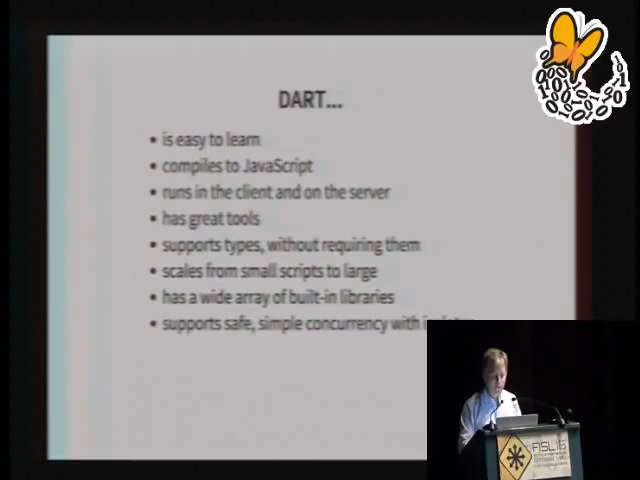 DART...
• is easy to learn
• compiles to JavaScript
• runs in the client and on the server
• has great tools
• supports types, without requiring them
• scales from small scripts to large
• has a wide array of built-in libraries
• supports safe, simple concurrency with
FISL15